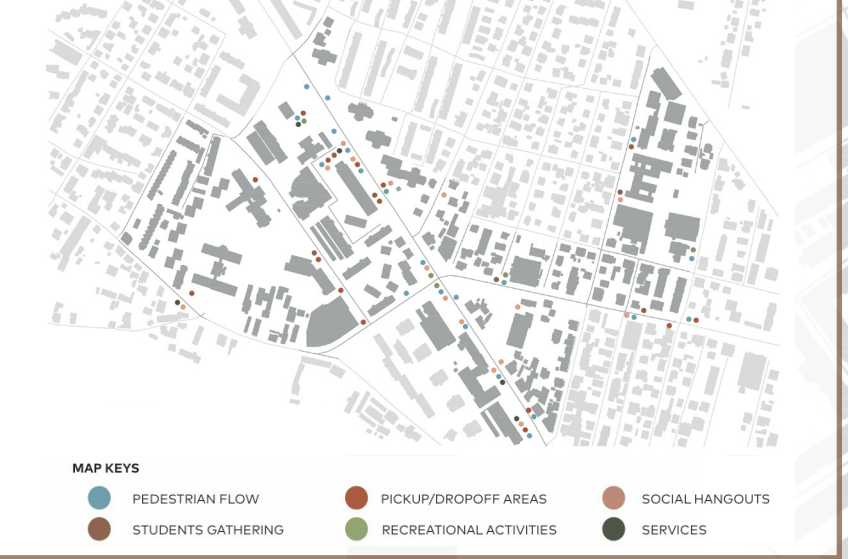 MAP KEYS
PEDESTRIAN FLOW
PICKUP/DROPOFF AREAS
SOCIAL HANGOUTS
STUDENTS GATHERING
RECREATIONAL ACTIVITIES
SERVICES